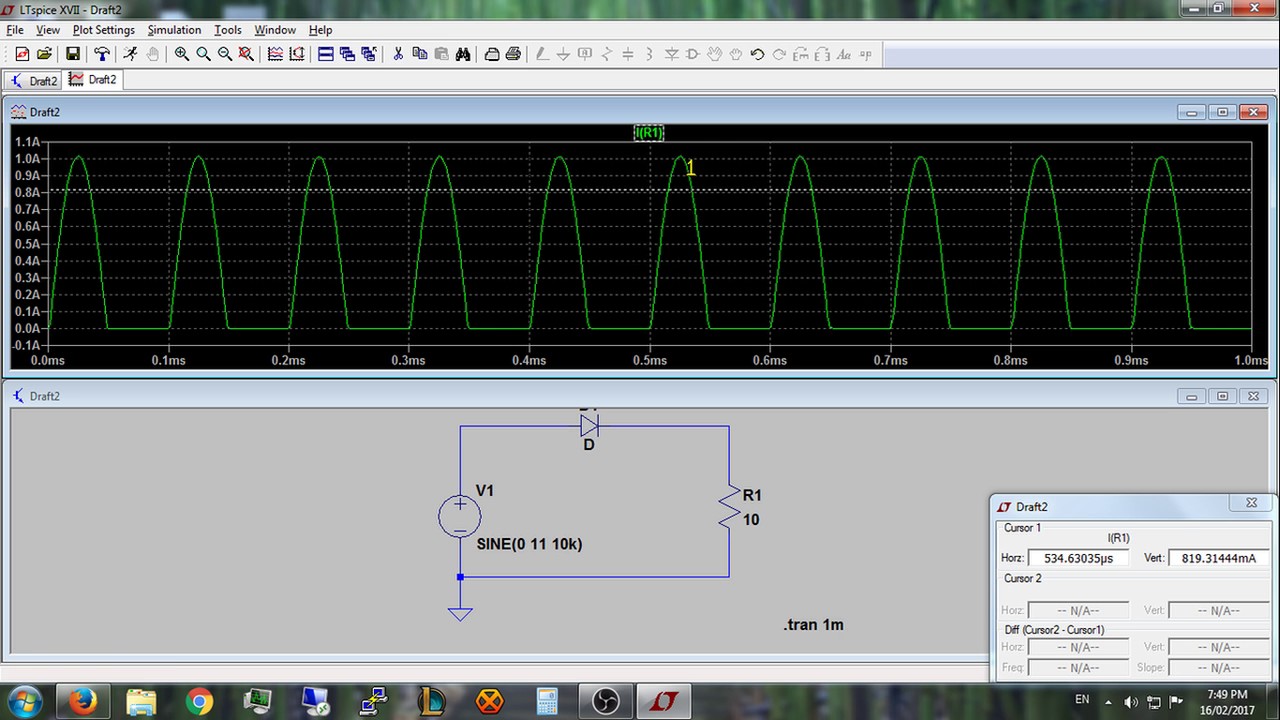 LTspice XVII - Draft2
File View Plot Settings Simulation Tools Window Help
Draft2 Draft2
Draft2
I(R1)
1.1A
1.0A
0.9A
0.8A
0.7A
0.6A
0.5A
0.4A
0.3A
0.2A
0.1A
0.0A
-0.1A
1
0.0ms 0.1ms 0.2ms 0.3ms 0.4ms 0.5ms 0.6ms 0.7ms 0.8ms 0.9ms 1.0ms
Draft2
D
V1
SINE(0 11 10k)
R1
10
.tran 1m
Draft2
Cursor 1
I(R1)
Horz: 534.63035µs Vert: 819.31444mA
Cursor 2
Horz: -- N/A-- Vert: -- N/A--
Diff (Cursor2 - Cursor1)
Horz: -- N/A-- Vert: -- N/A--
Freq: -- N/A-- Slope: -- N/A--
EN
7:49 PM
16/02/2017